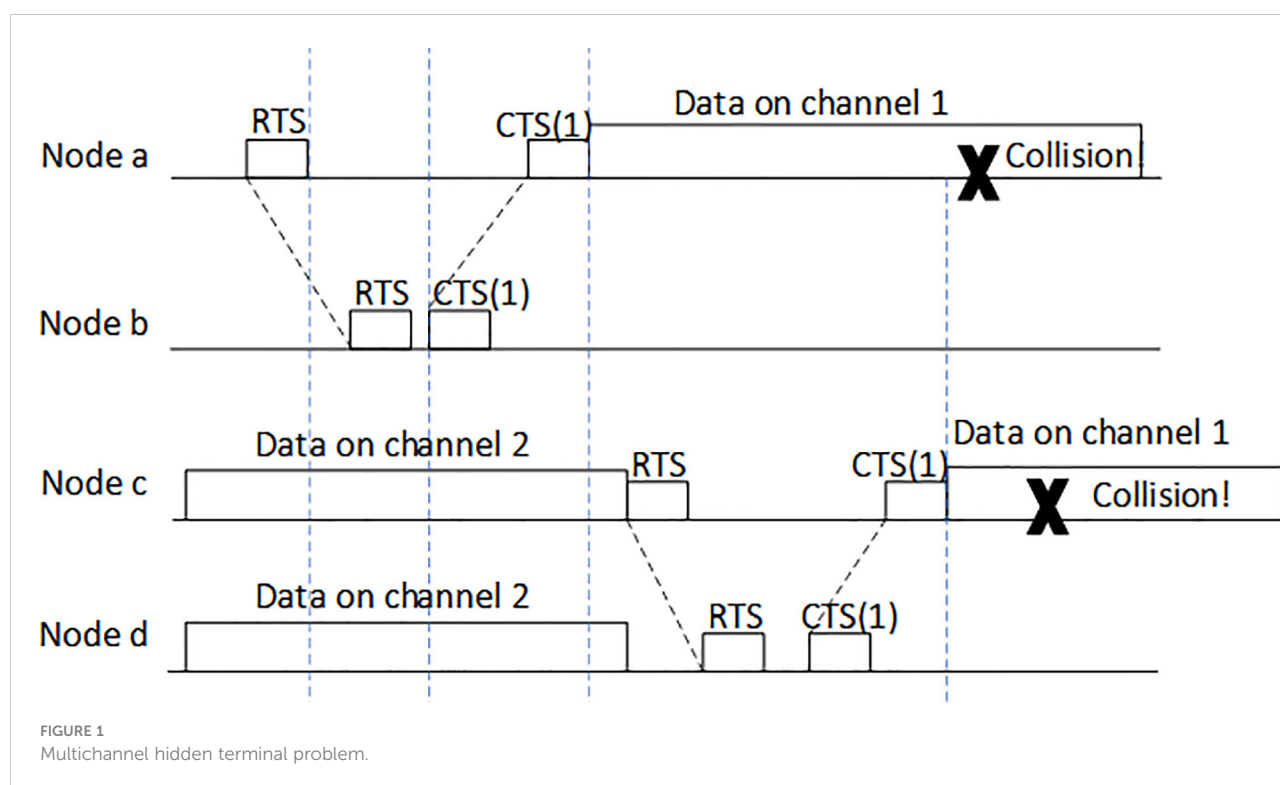 Data on channel 1
RTS
CTS(1)
Node a
Collision!
RTS
CTS(1)
Node b
Data on channel 1
Data on channel 2
RTS
CTS(1)
Node c
Collision!
Data on channel 2
RTS
CTS(1)
Node d
FIGURE 1
Multichannel hidden terminal problem.